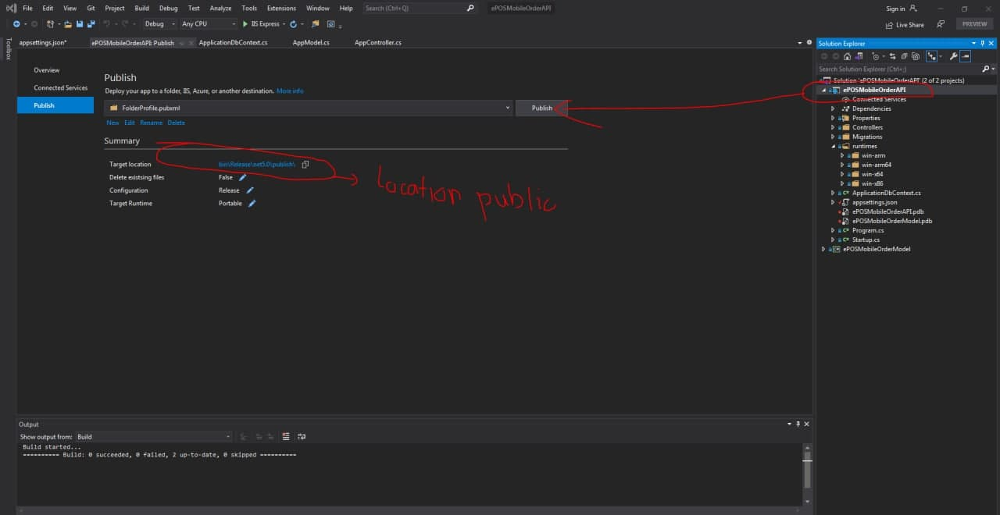 File Edit View Git Project Build Debug Test Analyze Tools Extensions Window Help Search (Ctrl+Q) ePOSMobileOrderAPI Sign in
Debug Any CPU IIS Express Live Share PREVIEW
Toolbox
appsettings.json* ePOSMobileOrderAPI: Publish ApplicationDbContext.cs AppModel.cs AppController.cs
Overview
Connected Services
Publish
Publish
Deploy your app to a folder, IIS, Azure, or another destination. More info
FolderProfile.pubxml Publish
New Edit Rename Delete
Summary
Target location bin\Release\net5.0\publish\
Delete existing files False
Configuration Release
Target Runtime Portable
location public
Solution Explorer
Search Solution Explorer (Ctrl+;)
Solution 'ePOSMobileOrderAPI' (2 of 2 projects)
ePOSMobileOrderAPI
Connected Services
Dependencies
Properties
Controllers
Migrations
runtimes
win-arm
win-arm64
win-x64
win-x86
ApplicationDbContext.cs
appsettings.json
ePOSMobileOrderAPI.pdb
ePOSMobileOrderModel.pdb
Program.cs
Startup.cs
ePOSMobileOrderModel
Output
Show output from: Build
Build started...
========== Build: 0 succeeded, 0 failed, 2 up-to-date, 0 skipped ==========